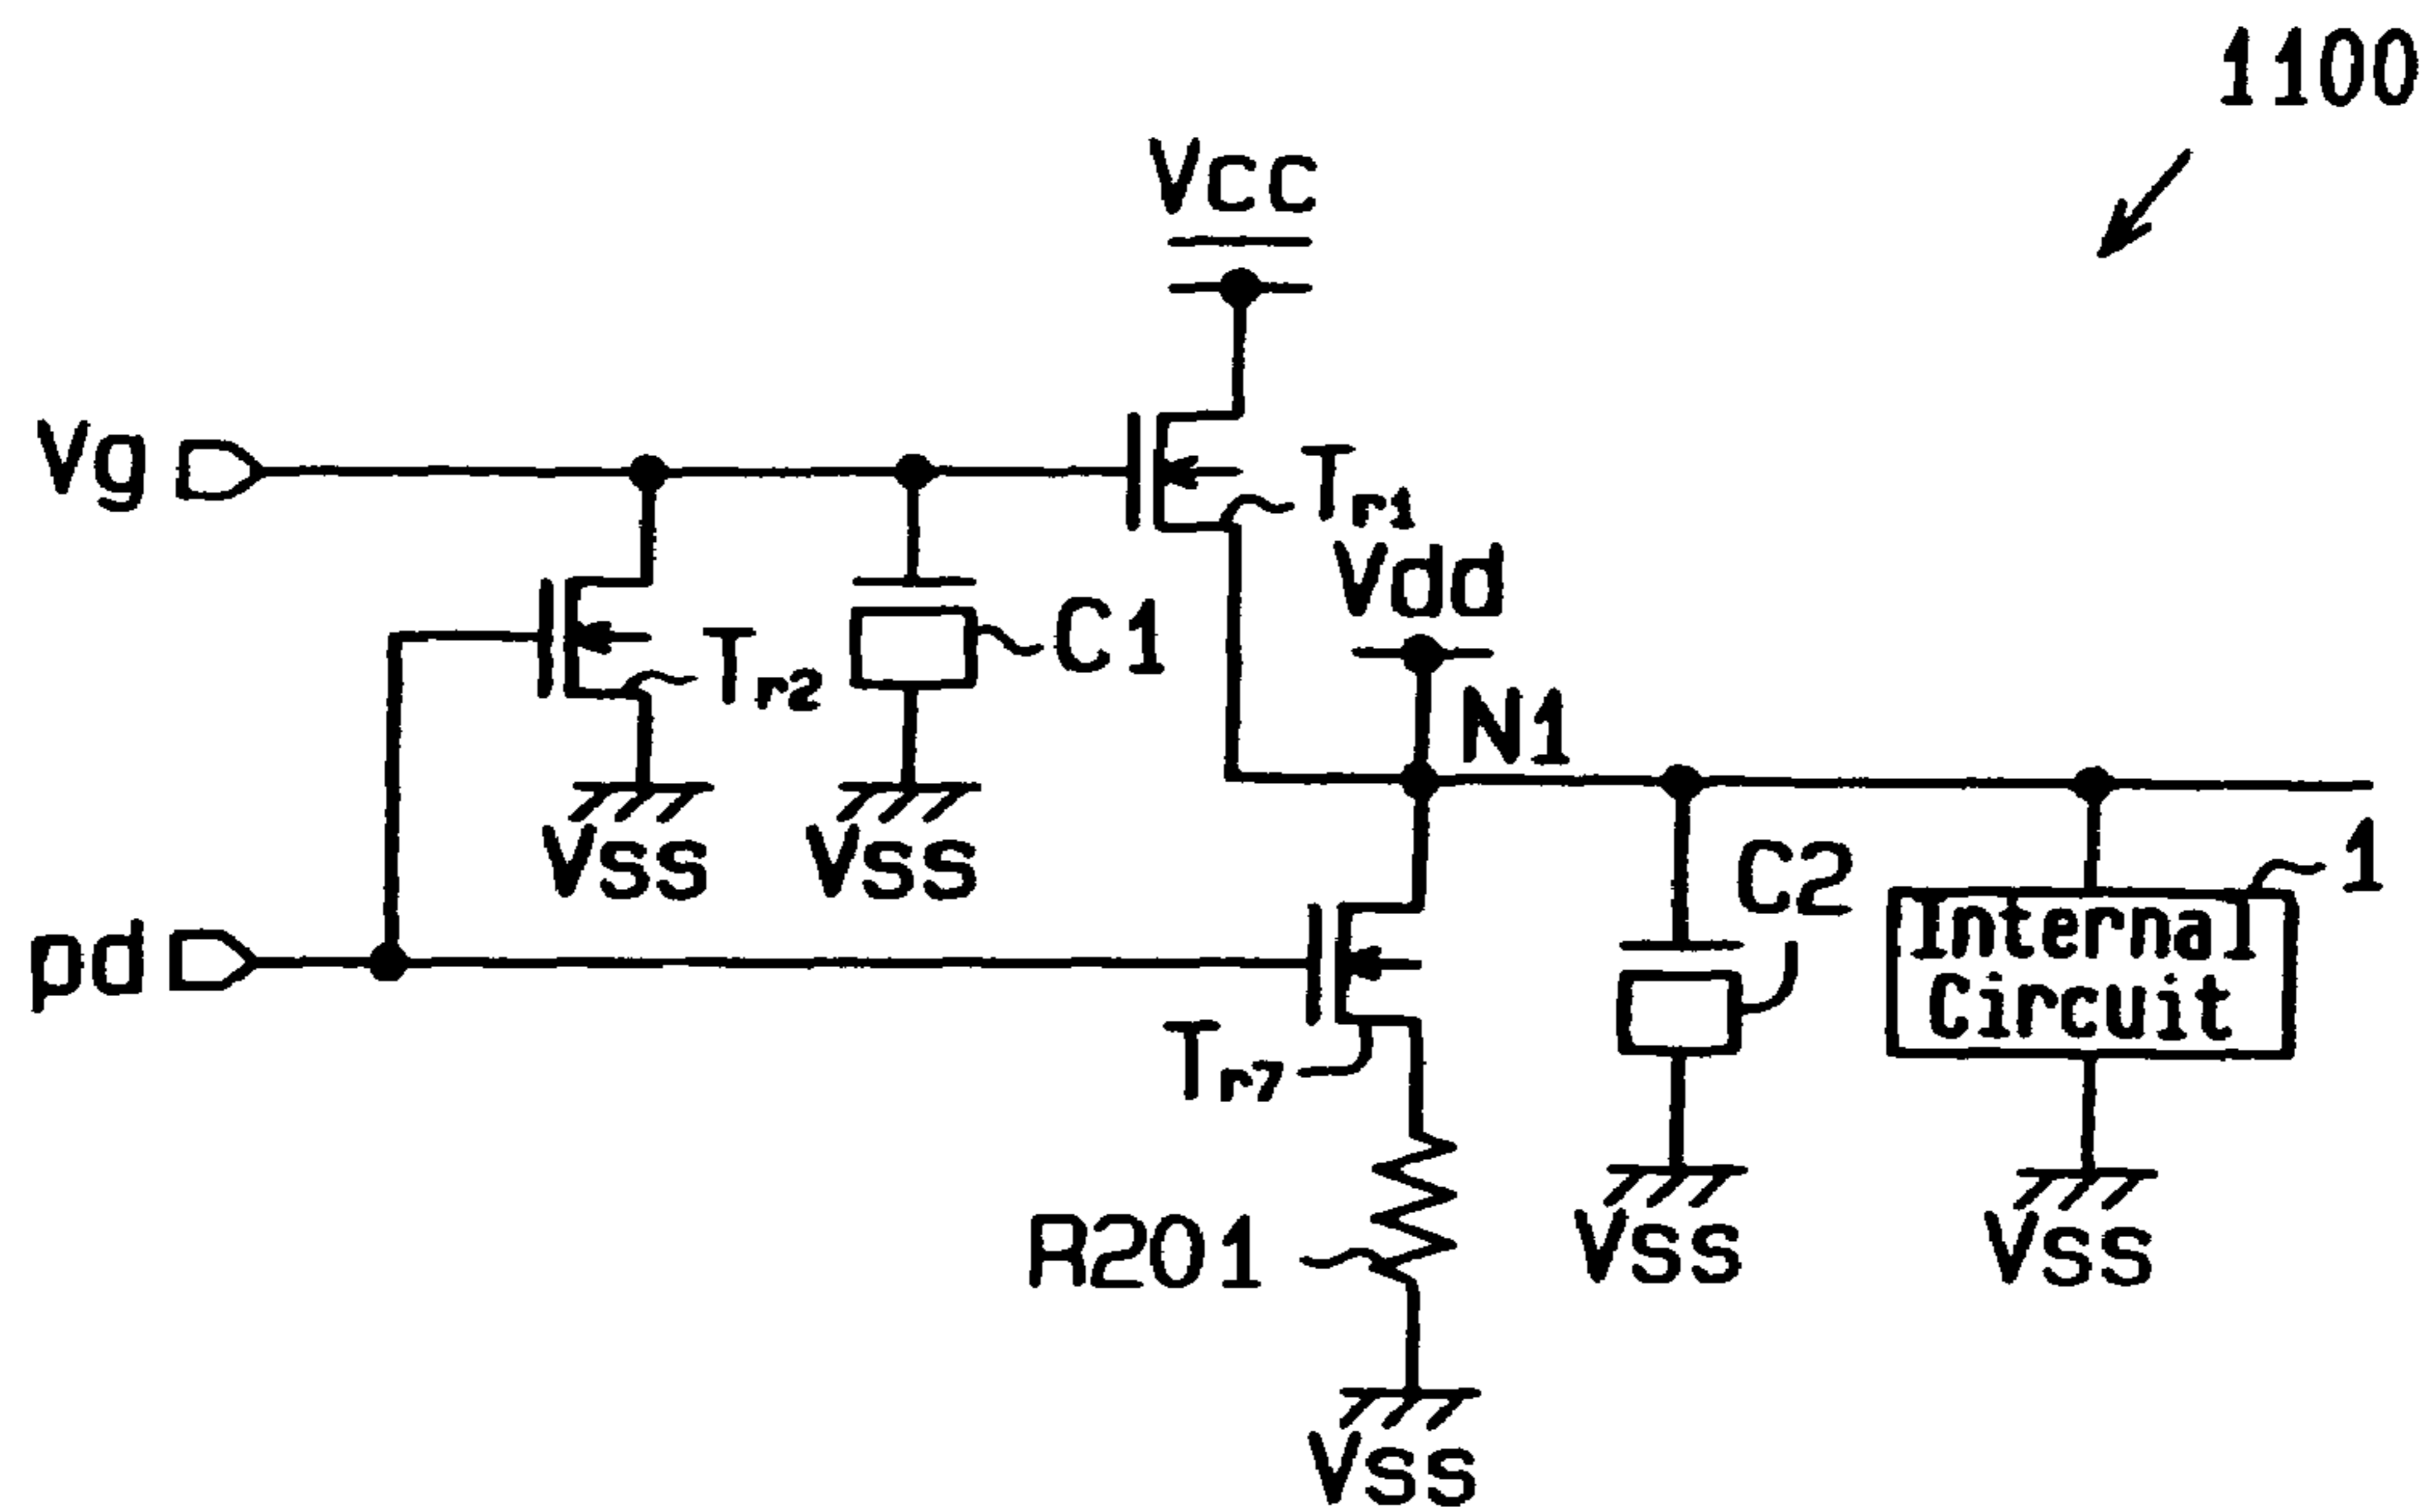 1100
Vcc
Vg
Tr1
Vdd
C1
Tr2
N1
Vss
Vss
C2
1
pd
Internal
Circuit
Tr7
R201
Vss
Vss
Vss